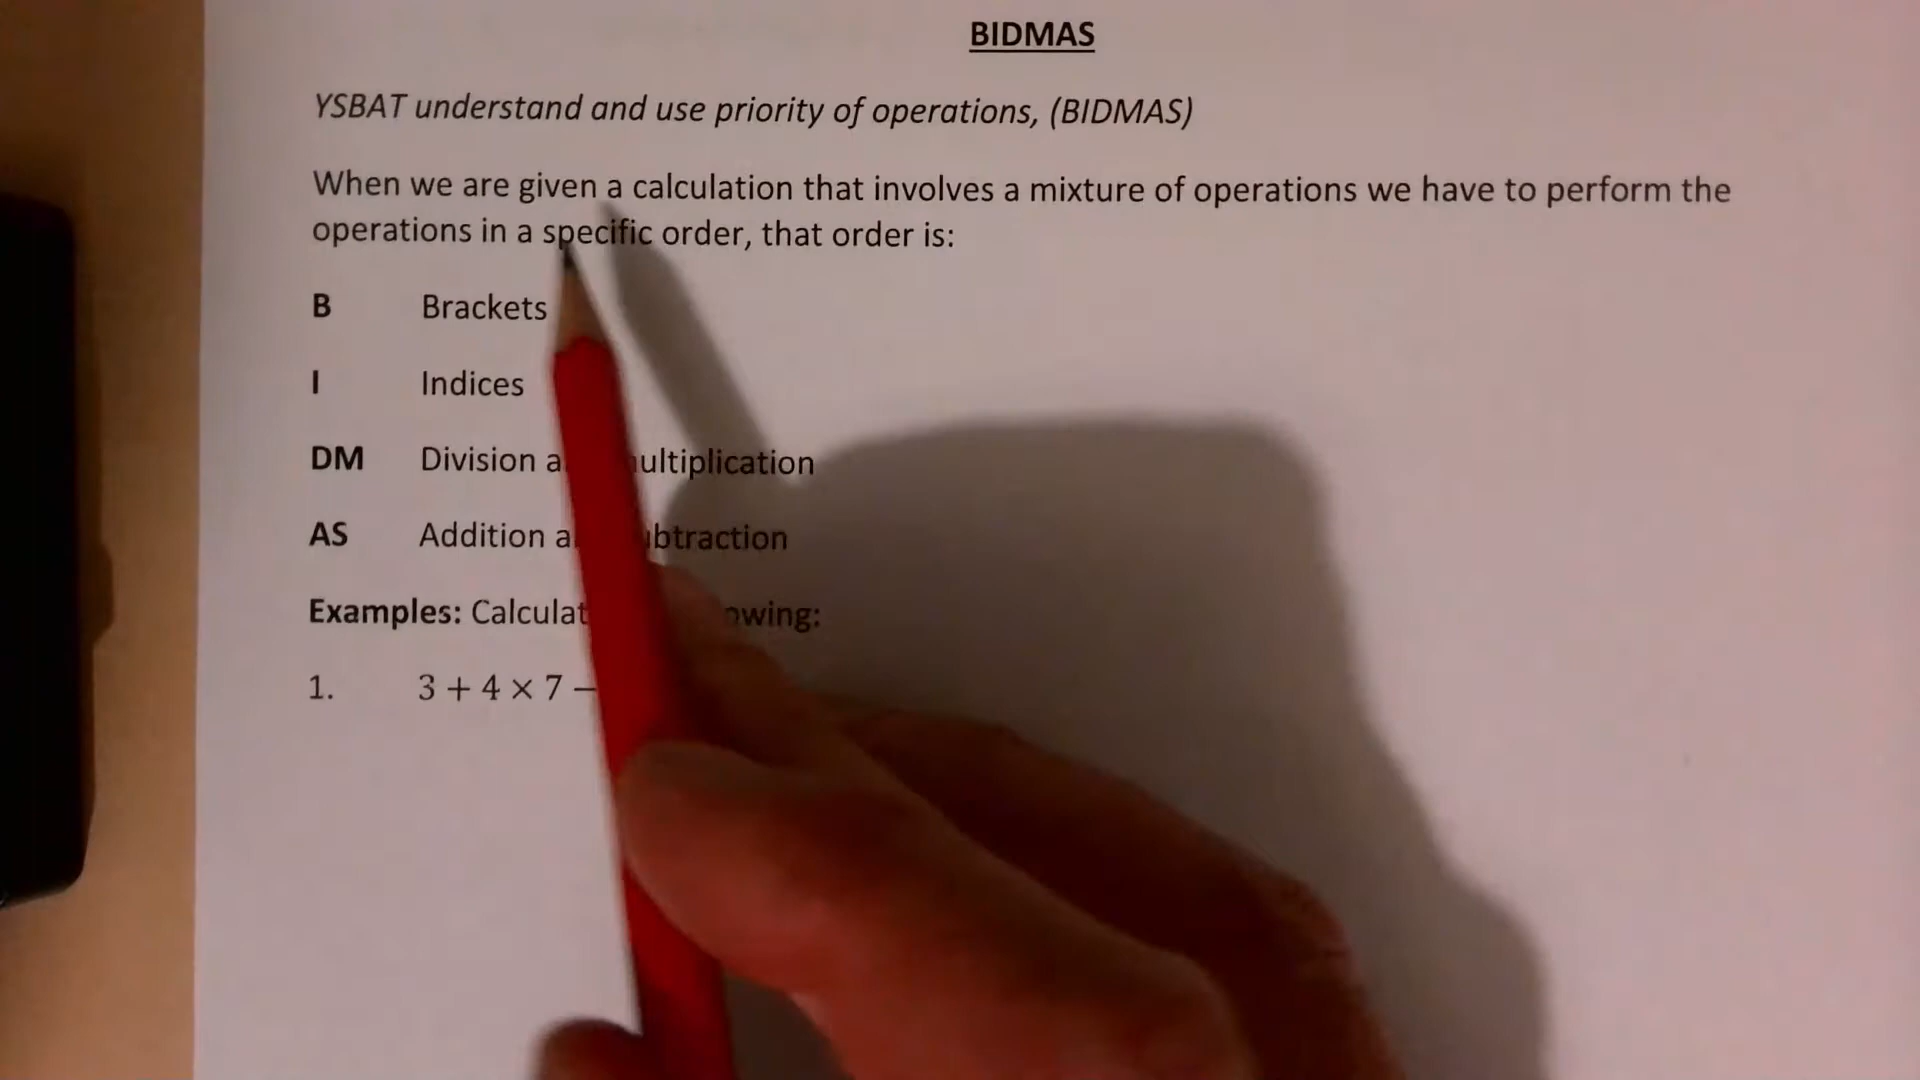 BIDMAS
YSBAT understand and use priority of operations, (BIDMAS)
When we are given a calculation that involves a mixture of operations we have to perform the
operations in a specific order, that order is:
B Brackets
I Indices
DM Division a ultiplication
AS Addition a btraction
Examples: Calculat owing:
1. 3 + 4 × 7 −